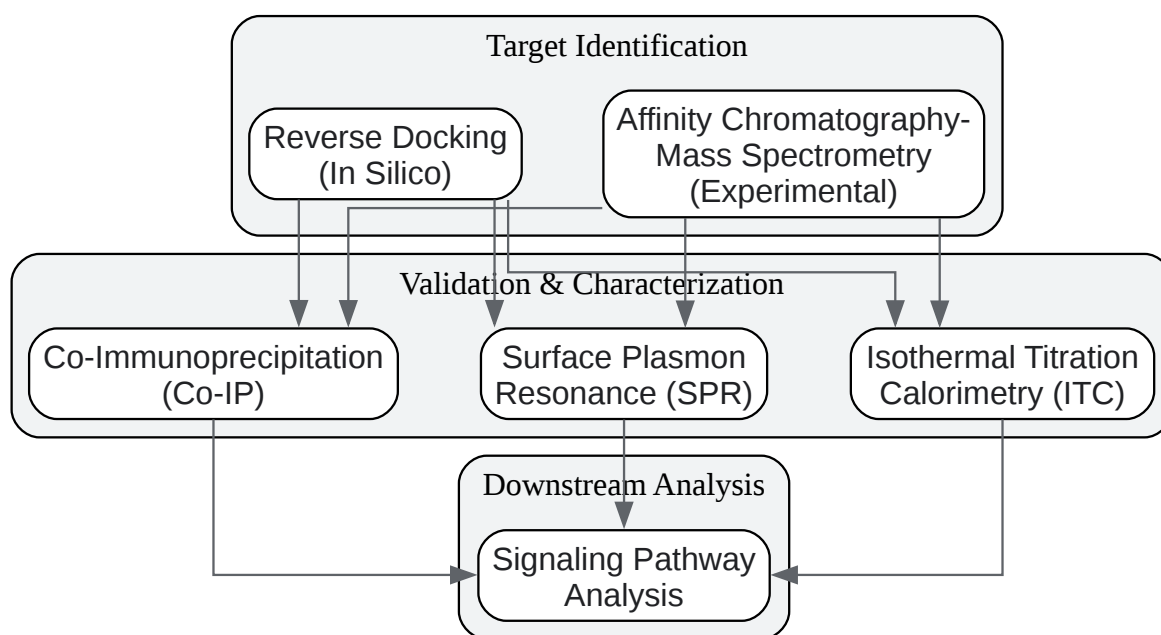 Target Identification
Reverse Docking
(In Silico)
Affinity Chromatography-
Mass Spectrometry
(Experimental)
Validation & Characterization
Co-Immunoprecipitation
(Co-IP)
Surface Plasmon
Resonance (SPR)
Isothermal Titration
Calorimetry (ITC)
Downstream Analysis
Signaling Pathway
Analysis